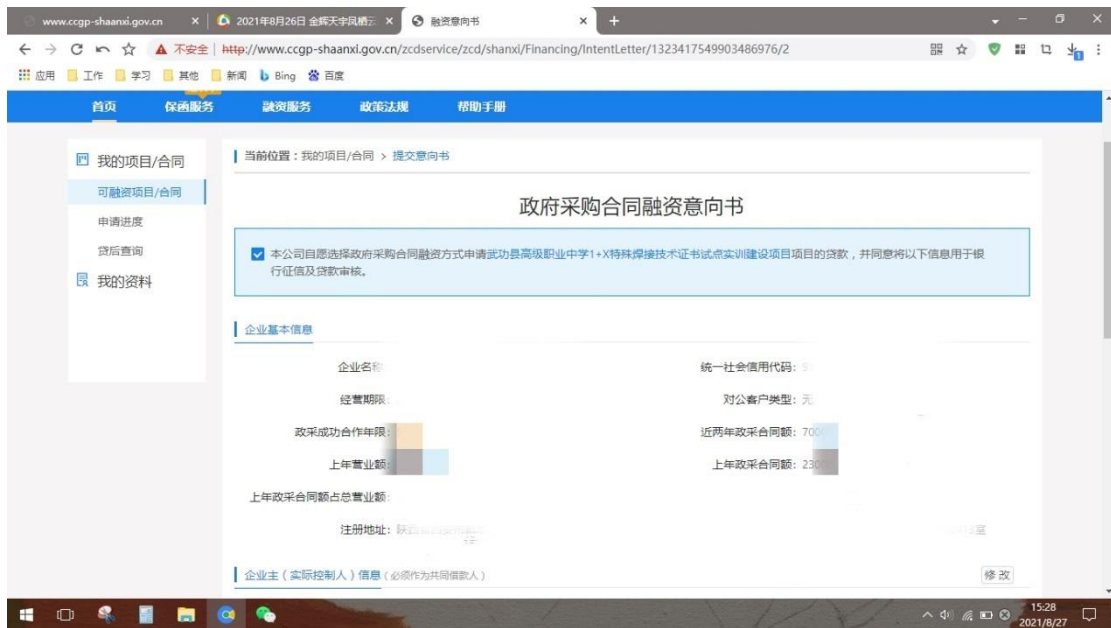 www.ccgp-shaanxi.gov.cn
2021年8月26日 金辉天宇凤栖云
融资意向书
不安全 http://www.ccgp-shaanxi.gov.cn/zcdservice/zcd/shanxi/Financing/IntentLetter/1323417549903486976/2
应用 工作 学习 其他 新闻 Bing 百度
首页 保函服务 融资服务 政策法规 帮助手册
我的项目/合同
可融资项目/合同
申请进度
贷后查询
我的资料
当前位置：我的项目/合同 > 提交意向书
政府采购合同融资意向书
本公司自愿选择政府采购合同融资方式申请武功县高级职业中学1+X特殊焊接技术证书试点实训建设项目项目的贷款，并同意将以下信息用于银
行征信及贷款审核。
企业基本信息
企业名称 统一社会信用代码: 9
经营期限 对公客户类型: 无
政采成功合作年限: 近两年政采合同额: 700
上年营业额: 上年政采合同额: 230
上年政采合同额占总营业额:
注册地址: 室
企业主（实际控制人）信息 (必须作为共同借款人) 修改
15:28
2021/8/27